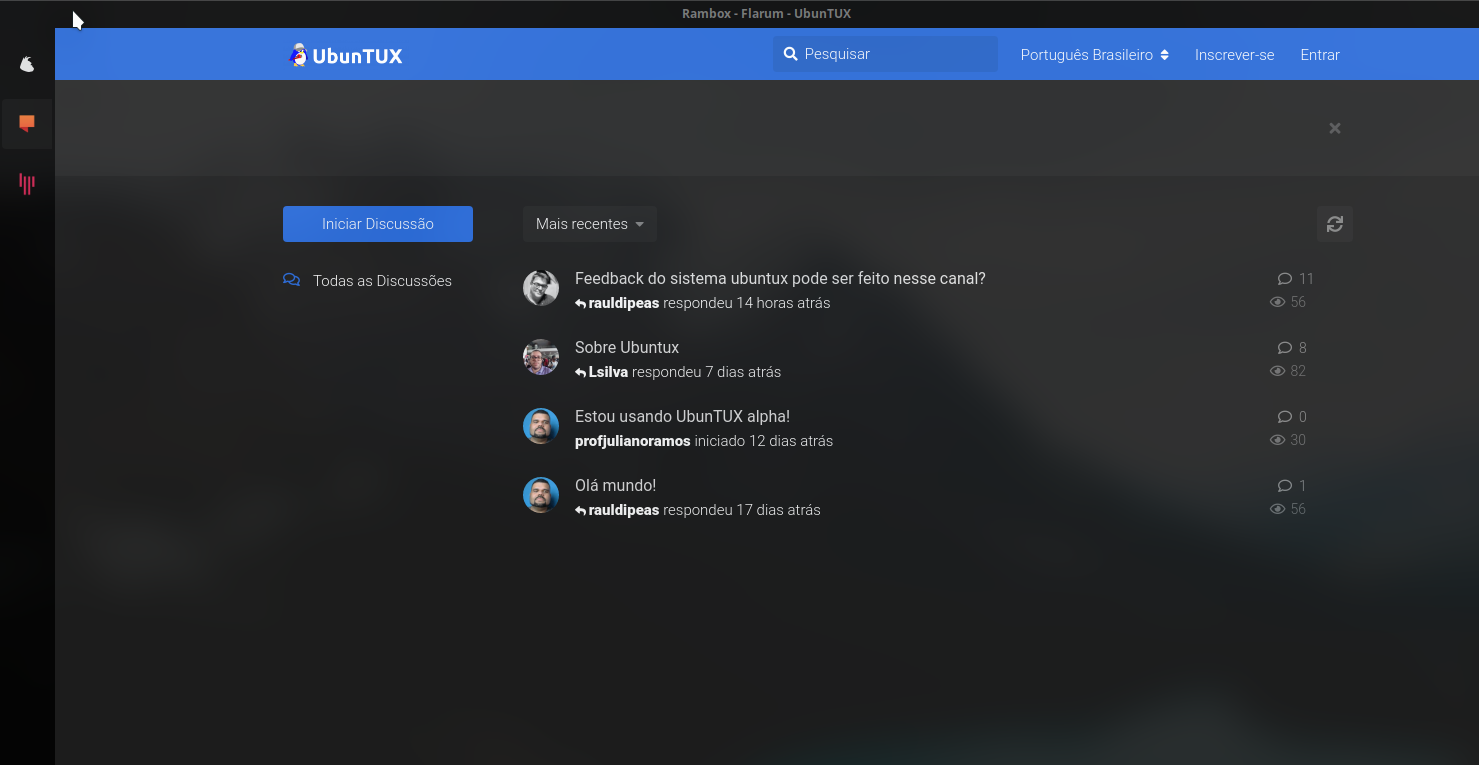 Rambox - Flarum - UbunTUX
UbunTUX
Pesquisar
Português Brasileiro
Inscrever-se
Entrar
Iniciar Discussão
Mais recentes
Todas as Discussões
Feedback do sistema ubuntux pode ser feito nesse canal?
11
rauldipeas respondeu 14 horas atrás
56
Sobre Ubuntux
8
Lsilva respondeu 7 dias atrás
82
Estou usando UbunTUX alpha!
0
profjulianoramos iniciado 12 dias atrás
30
Olá mundo!
1
rauldipeas respondeu 17 dias atrás
56